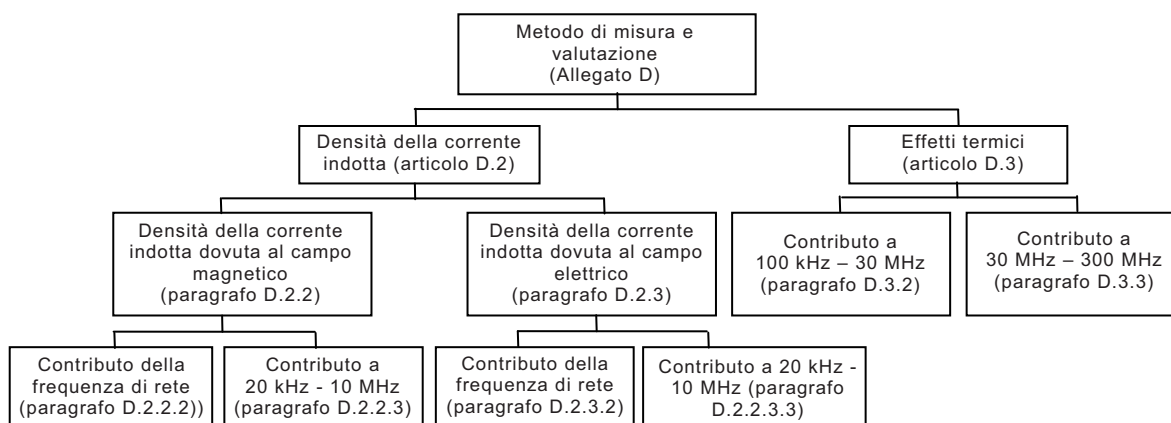 Metodo di misura e
valutazione
(Allegato D)
Densità della corrente
indotta (articolo D.2)
Effetti termici
(articolo D.3)
Densità della corrente
indotta dovuta al campo
magnetico
(paragrafo D.2.2)
Densità della corrente
indotta dovuta al campo
elettrico
(paragrafo D.2.3)
Contributo a
100 kHz – 30 MHz
(paragrafo D.3.2)
Contributo a
30 MHz – 300 MHz
(paragrafo D.3.3)
Contributo della
frequenza di rete
(paragrafo D.2.2.2))
Contributo a
20 kHz - 10 MHz
(paragrafo D.2.2.3)
Contributo della
frequenza di rete
(paragrafo D.2.3.2)
Contributo a 20 kHz -
10 MHz (paragrafo
D.2.2.3.3)